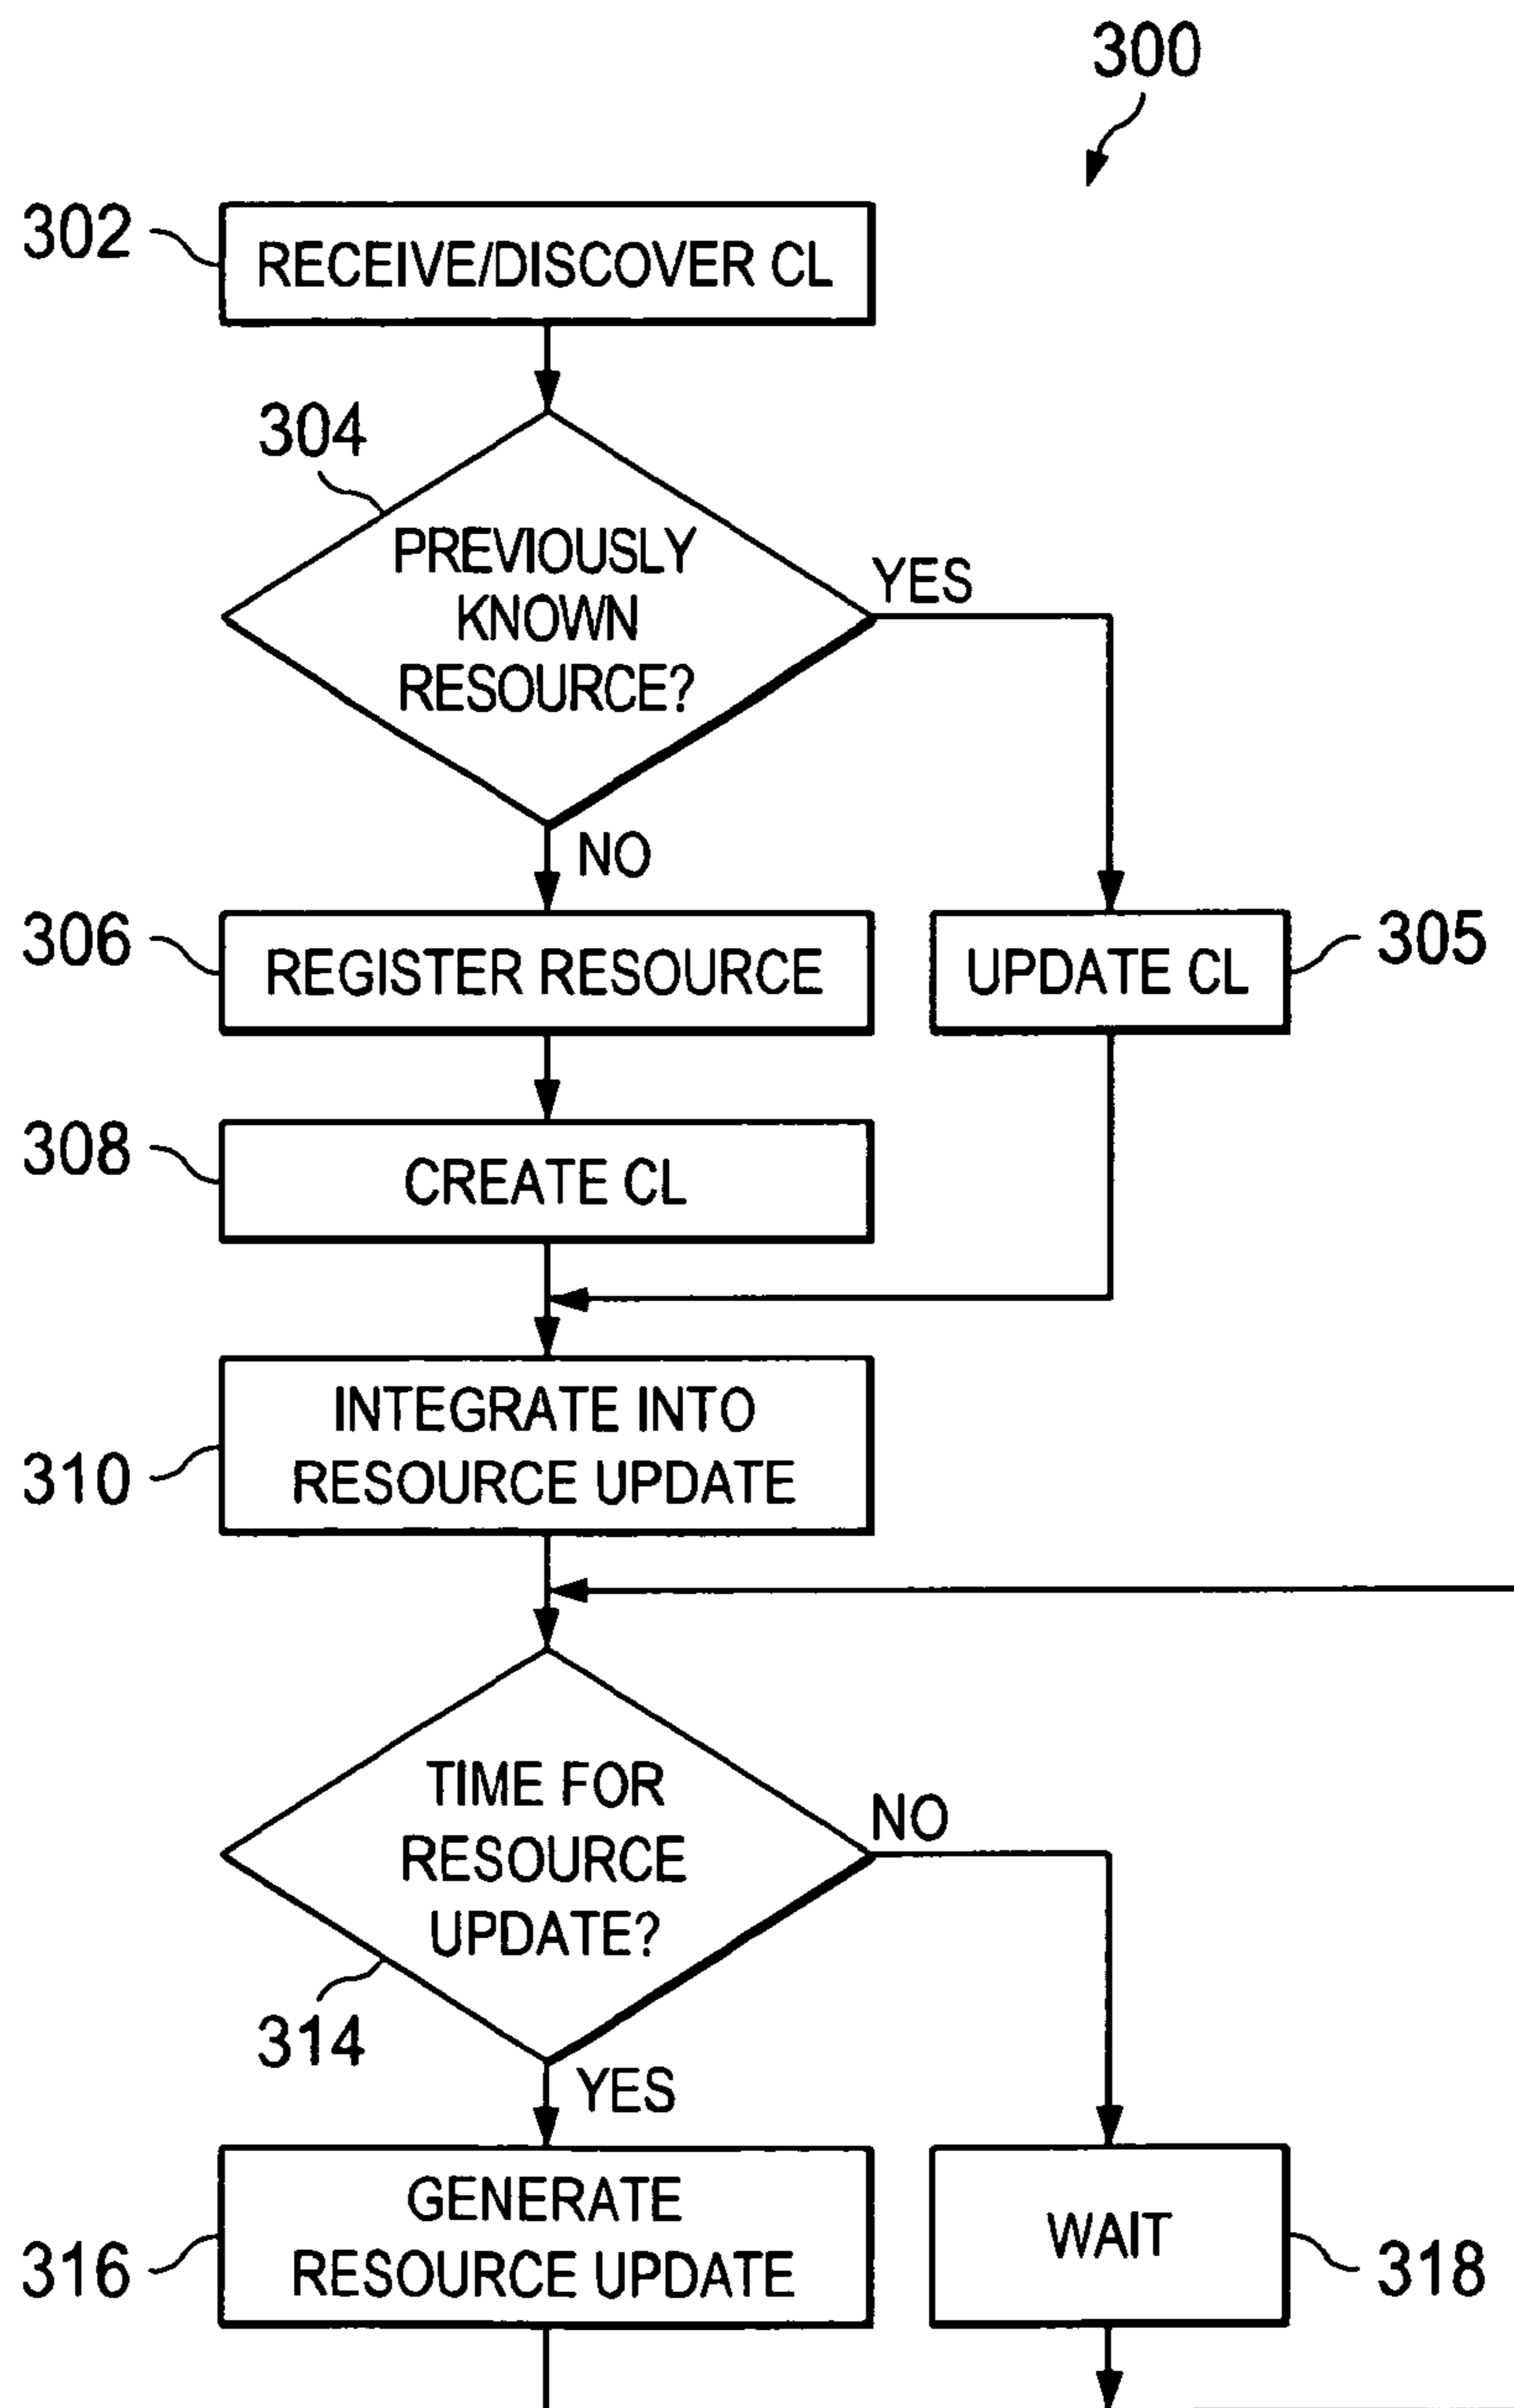 300
302
RECEIVE/DISCOVER CL
304
PREVIOUSLY
KNOWN
RESOURCE?
YES
NO
306
REGISTER RESOURCE
UPDATE CL
305
308
CREATE CL
INTEGRATE INTO
RESOURCE UPDATE
310
TIME FOR
RESOURCE
UPDATE?
NO
314
YES
GENERATE
RESOURCE UPDATE
316
WAIT
318